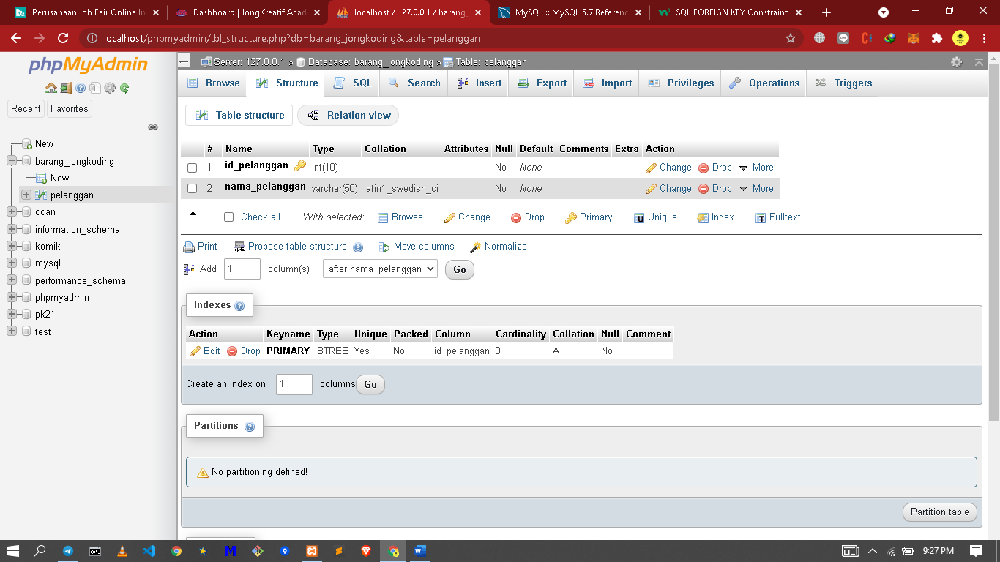 Perusahaan Job Fair Online In
Dashboard | JongKreatif Acad
localhost / 127.0.0.1 / barang_
MySQL :: MySQL 5.7 Referenc
SQL FOREIGN KEY Constraint
localhost/phpmyadmin/tbl_structure.php?db=barang_jongkoding&table=pelanggan
phpMyAdmin
Recent
Favorites
New
barang_jongkoding
New
pelanggan
ccan
information_schema
komik
mysql
performance_schema
phpmyadmin
pk21
test
Server: 127.0.0.1 » Database: barang_jongkoding » Table: pelanggan
Browse Structure SQL Search Insert Export Import Privileges Operations Triggers
Table structure Relation view
# Name Type Collation Attributes Null Default Comments Extra Action
1 id_pelanggan int(10) No None Change Drop More
2 nama_pelanggan varchar(50) latin1_swedish_ci No None Change Drop More
Check all With selected: Browse Change Drop Primary Unique Index Fulltext
Print Propose table structure Move columns Normalize
Add 1 column(s) after nama_pelanggan Go
Indexes
Action Keyname Type Unique Packed Column Cardinality Collation Null Comment
Edit Drop PRIMARY BTREE Yes No id_pelanggan 0 A No
Create an index on 1 columns Go
Partitions
No partitioning defined!
Partition table
9:27 PM